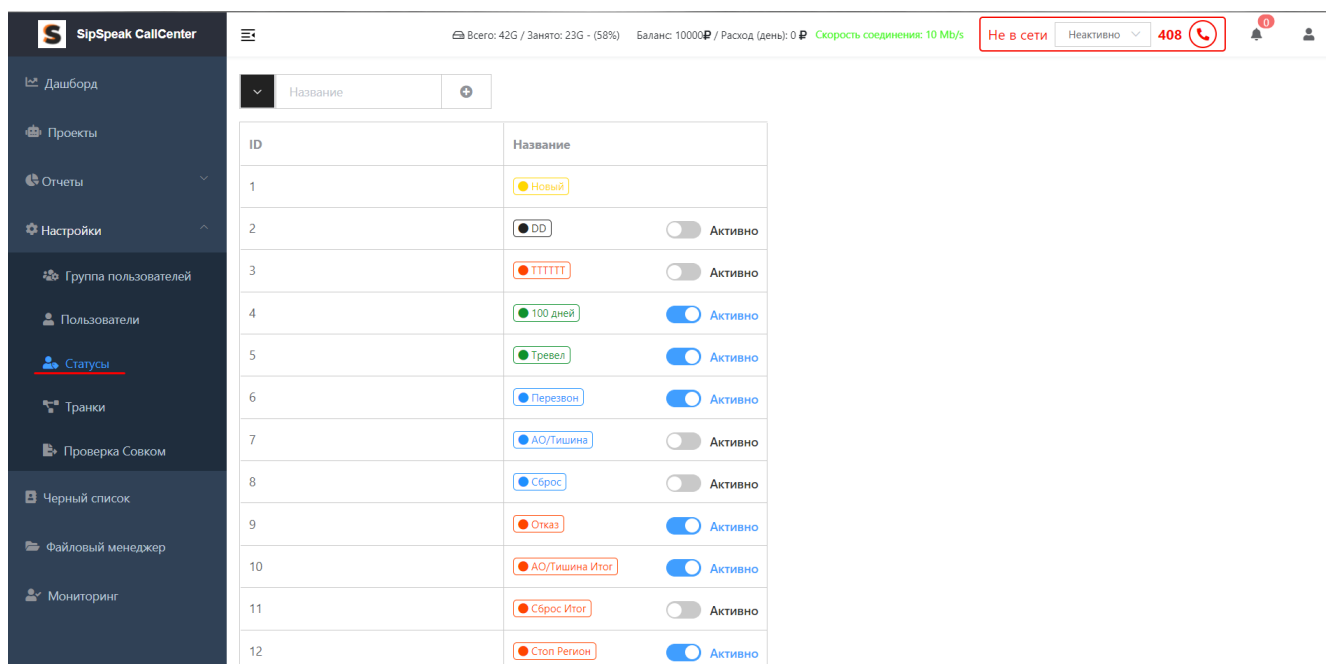 SipSpeak CallCenter
Всего: 42G / Занято: 23G - (58%) Баланс: 10000₽ / Расход (день): 0 ₽ Скорость соединения: 10 Mb/s Не в сети Неактивно 408 0
Дашборд
Проекты
Отчеты
Настройки
Группа пользователей
Пользователи
Статусы
Транки
Проверка Совком
Черный список
Файловый менеджер
Мониторинг
Название
ID Название
1 Новый
2 DD Активно
3 ТТТТТТ Активно
4 100 дней Активно
5 Тревел Активно
6 Перезвон Активно
7 АО/Тишина Активно
8 Сброс Активно
9 Отказ Активно
10 АО/Тишина Итог Активно
11 Сброс Итог Активно
12 Стоп Регион Активно